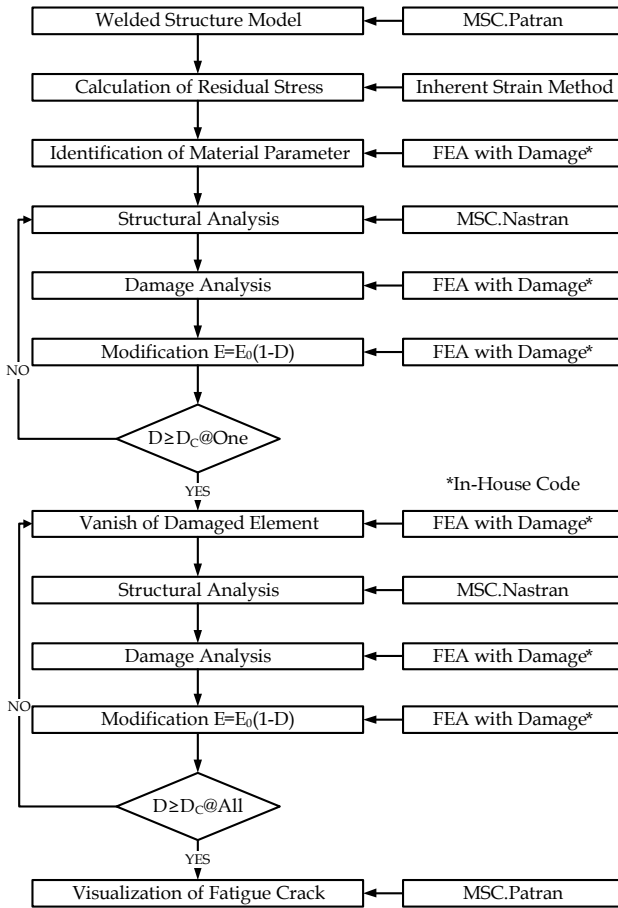 Welded Structure Model
MSC.Patran
Calculation of Residual Stress
Inherent Strain Method
Identification of Material Parameter
FEA with Damage*
Structural Analysis
MSC.Nastran
Damage Analysis
FEA with Damage*
Modification E=E₀(1-D)
FEA with Damage*
NO
D≥D_C@One
YES
*In-House Code
Vanish of Damaged Element
FEA with Damage*
Structural Analysis
MSC.Nastran
Damage Analysis
FEA with Damage*
NO
Modification E=E₀(1-D)
FEA with Damage*
D≥D_C@All
YES
Visualization of Fatigue Crack
MSC.Patran